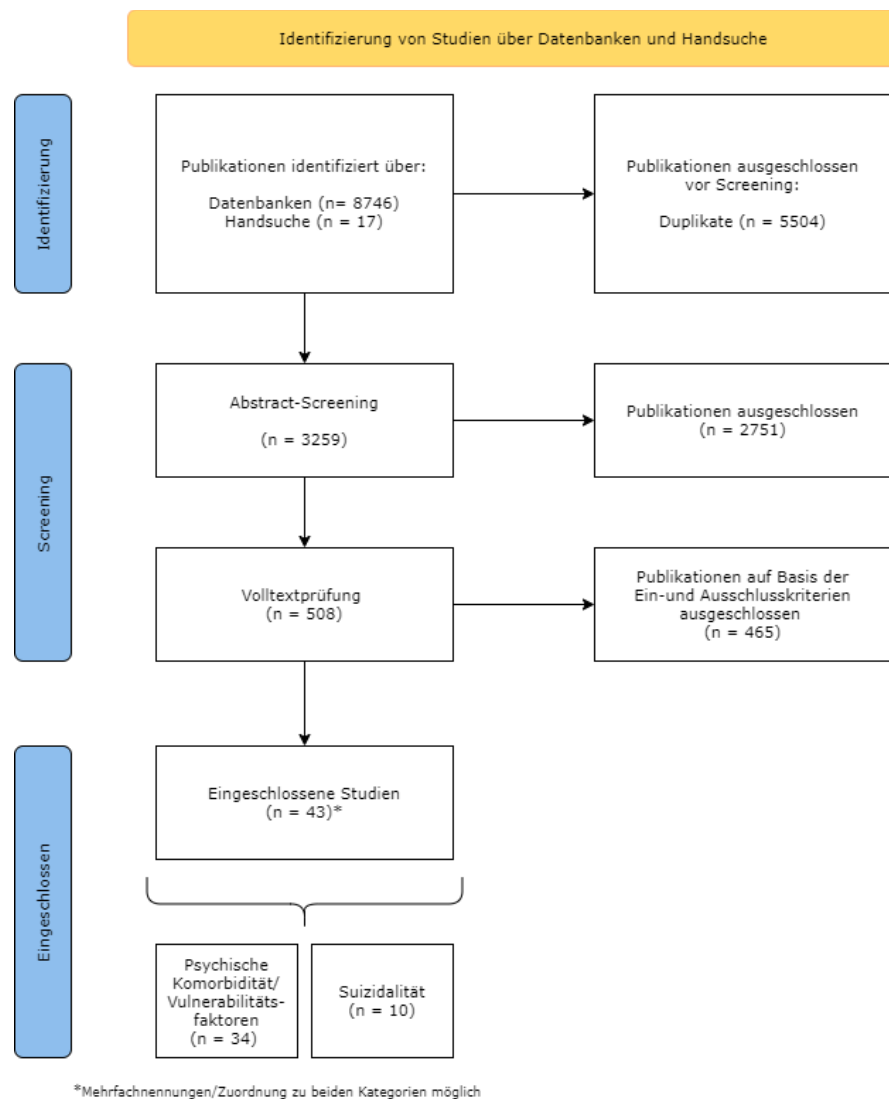 Identifizierung von Studien über Datenbanken und Handsuche
Identifizierung
Publikationen identifiziert über:
Datenbanken (n= 8746)
Handsuche (n = 17)
Publikationen ausgeschlossen
vor Screening:
Duplikate (n = 5504)
Screening
Abstract-Screening
(n = 3259)
Publikationen ausgeschlossen
(n = 2751)
Volltextprüfung
(n = 508)
Publikationen auf Basis der
Ein-und Ausschlusskriterien
ausgeschlossen
(n = 465)
Eingeschlossen
Eingeschlossene Studien
(n = 43)*
Psychische
Komorbidität/
Vulnerabilitäts-
faktoren
(n = 34)
Suizidalität
(n = 10)
*Mehrfachnennungen/Zuordnung zu beiden Kategorien möglich